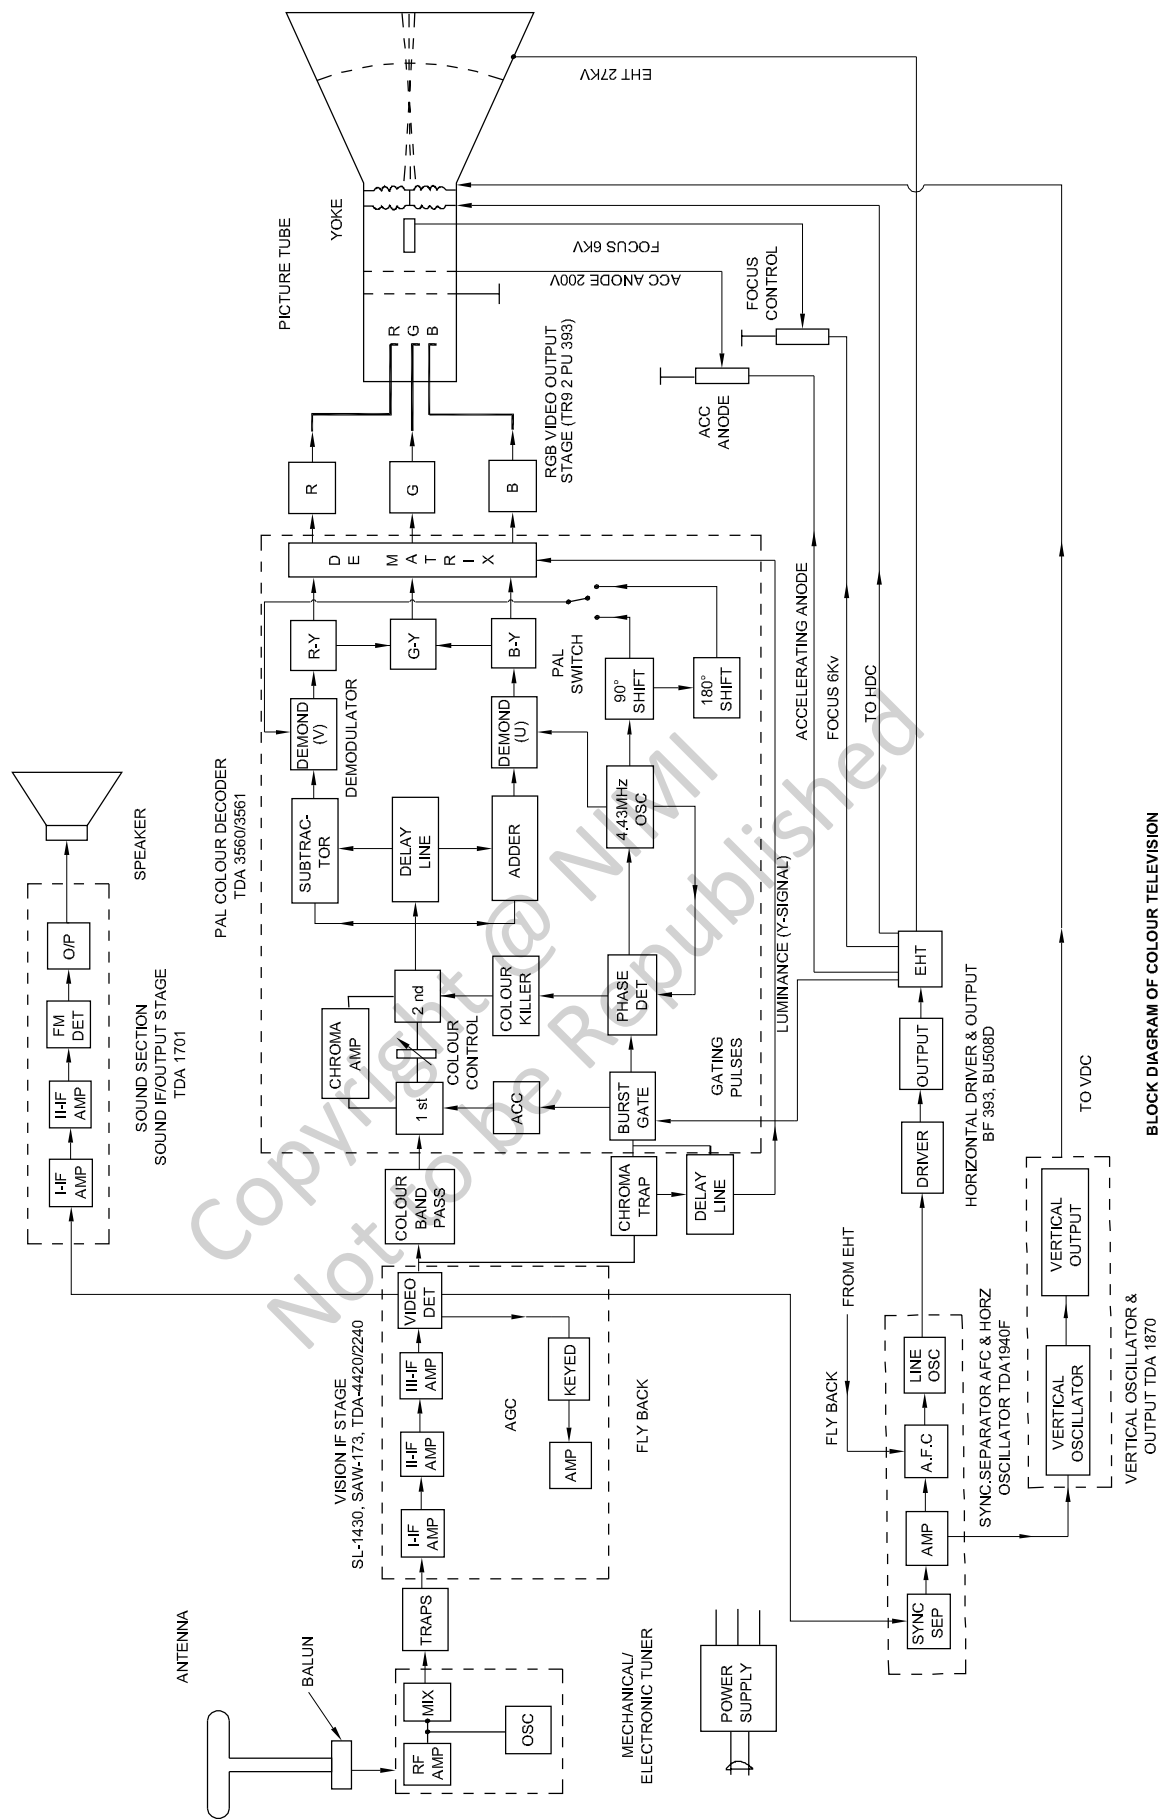 ANTENNA
BALUN
RF
AMP
MIX
OSC
MECHANICAL/
ELECTRONIC TUNER
TRAPS
VISION IF STAGE
SL-1430, SAW-173, TDA-4420/2240
I-IF
AMP
II-IF
AMP
III-IF
AMP
VIDEO
DET
AGC
KEYED
AMP
FLY BACK
SOUND SECTION
SOUND IF/OUTPUT STAGE
TDA 1701
I-IF
AMP
II-IF
AMP
FM
DET
O/P
SPEAKER
PAL COLOUR DECODER
TDA 3560/3561
COLOUR
BAND
PASS
CHROMA
AMP
1 st
2 nd
COLOUR
CONTROL
ACC
COLOUR
KILLER
CHROMA
TRAP
DELAY
LINE
BURST
GATE
GATING
PULSES
PHASE
DET
4.43MHz
OSC
SUBTRAC-
TOR
DELAY
LINE
ADDER
DEMOND
(V)
DEMODULATOR
DEMOND
(U)
90°
SHIFT
180°
SHIFT
PAL
SWITCH
R-Y
G-Y
B-Y
DE MATRIX
R
G
B
RGB VIDEO OUTPUT
STAGE (TR9 2 PU 393)
PICTURE TUBE
R
G
B
YOKE
FOCUS 6KV
ACC ANODE 200V
EHT 27KV
ACC
ANODE
FOCUS
CONTROL
LUMINANCE (Y-SIGNAL)
ACCELERATING ANODE
FOCUS 6Kv
TO HDC
POWER
SUPPLY
SYNC
SEP
AMP
A.F.C
LINE
OSC
FLY BACK
FROM EHT
SYNC.SEPARATOR AFC & HORZ
OSCILLATOR TDA1940F
DRIVER
OUTPUT
EHT
HORIZONTAL DRIVER & OUTPUT
BF 393, BU508D
VERTICAL
OSCILLATOR
VERTICAL
OUTPUT
VERTICAL OSCILLATOR &
OUTPUT TDA 1870
TO VDC
BLOCK DIAGRAM OF COLOUR TELEVISION
Copyright @ NIMI
Not to be Republished